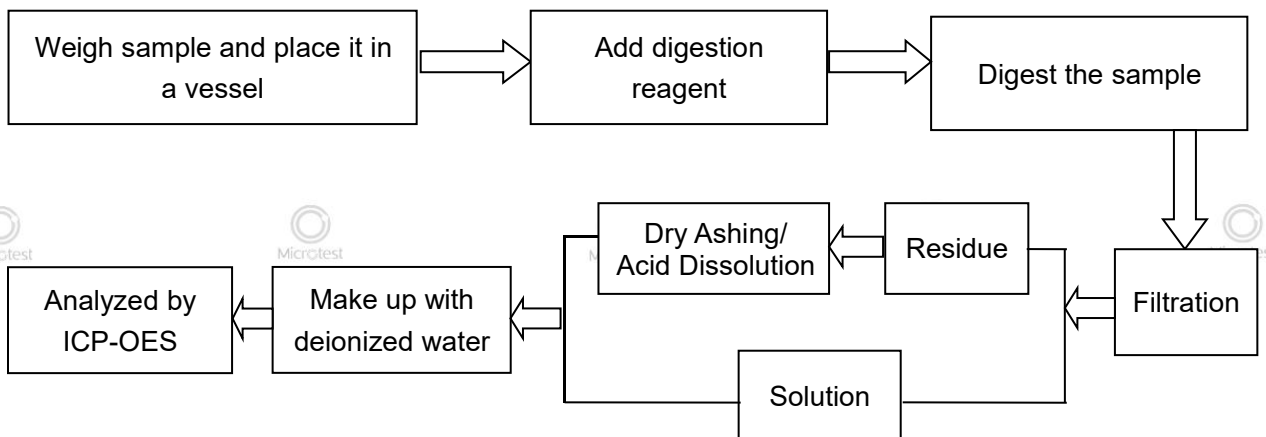 Weigh sample and place it in
a vessel
Add digestion
reagent
Digest the sample
Filtration
Residue
Dry Ashing/
Acid Dissolution
Solution
Make up with
deionized water
Analyzed by
ICP-OES
Microtest